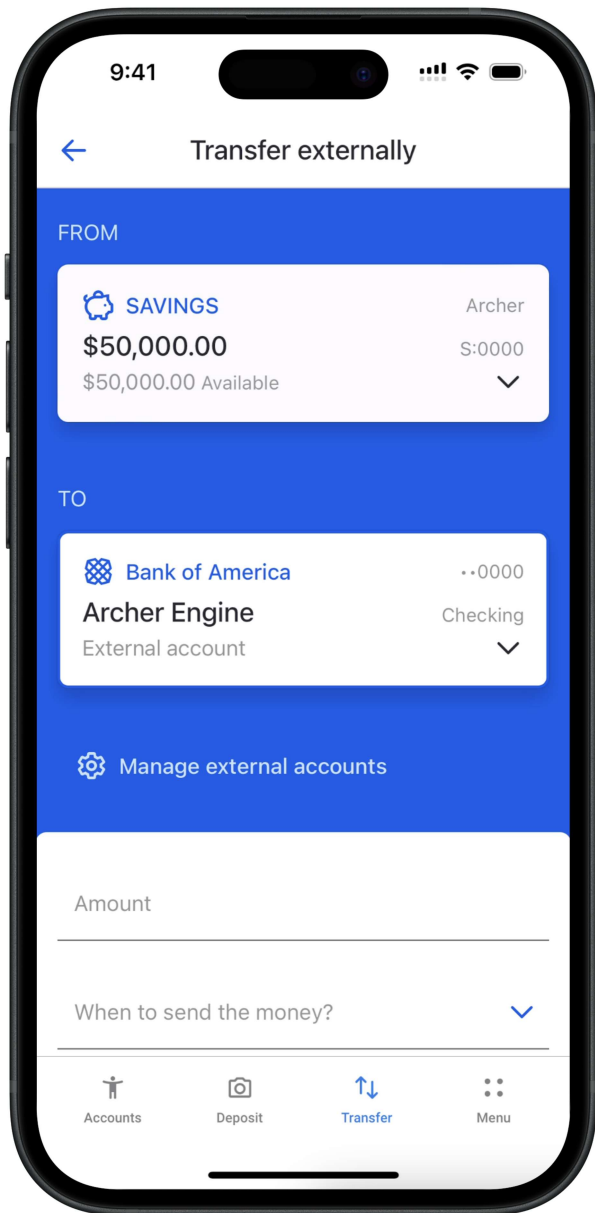 9:41
Transfer externally
FROM
SAVINGS Archer
$50,000.00 S:0000
$50,000.00 Available
TO
Bank of America ··0000
Archer Engine Checking
External account
Manage external accounts
Amount
When to send the money?
Accounts Deposit Transfer Menu